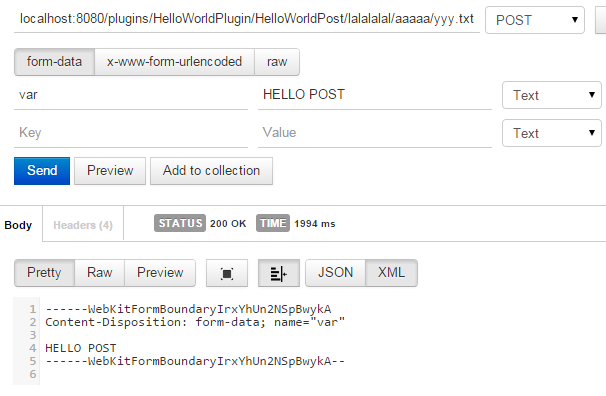 localhost:8080/plugins/HelloWorldPlugin/HelloWorldPost/lalalalal/aaaaa/yyy.txt POST
form-data x-www-form-urlencoded raw
var HELLO POST Text
Key Value Text
Send Preview Add to collection
Body Headers (4) STATUS 200 OK TIME 1994 ms
Pretty Raw Preview JSON XML
1 ------WebKitFormBoundaryIrxYhUn2NSpBwykA
2 Content-Disposition: form-data; name="var"
3
4 HELLO POST
5 ------WebKitFormBoundaryIrxYhUn2NSpBwykA--
6